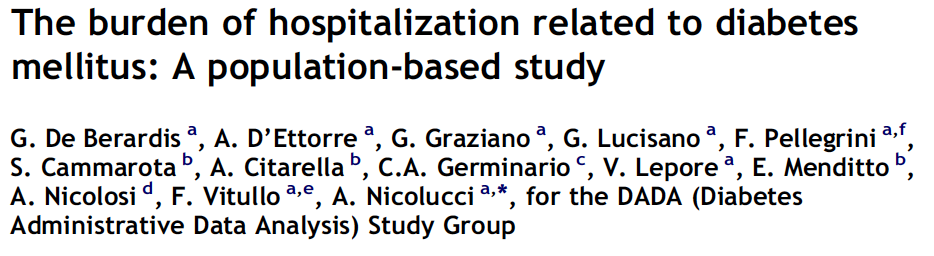 The burden of hospitalization related to diabetes
mellitus: A population-based study
G. De Berardis a, A. D’Ettorre a, G. Graziano a, G. Lucisano a, F. Pellegrini a,f,
S. Cammarota b, A. Citarella b, C.A. Germinario c, V. Lepore a, E. Menditto b,
A. Nicolosi d, F. Vitullo a,e, A. Nicolucci a,*, for the DADA (Diabetes
Administrative Data Analysis) Study Group